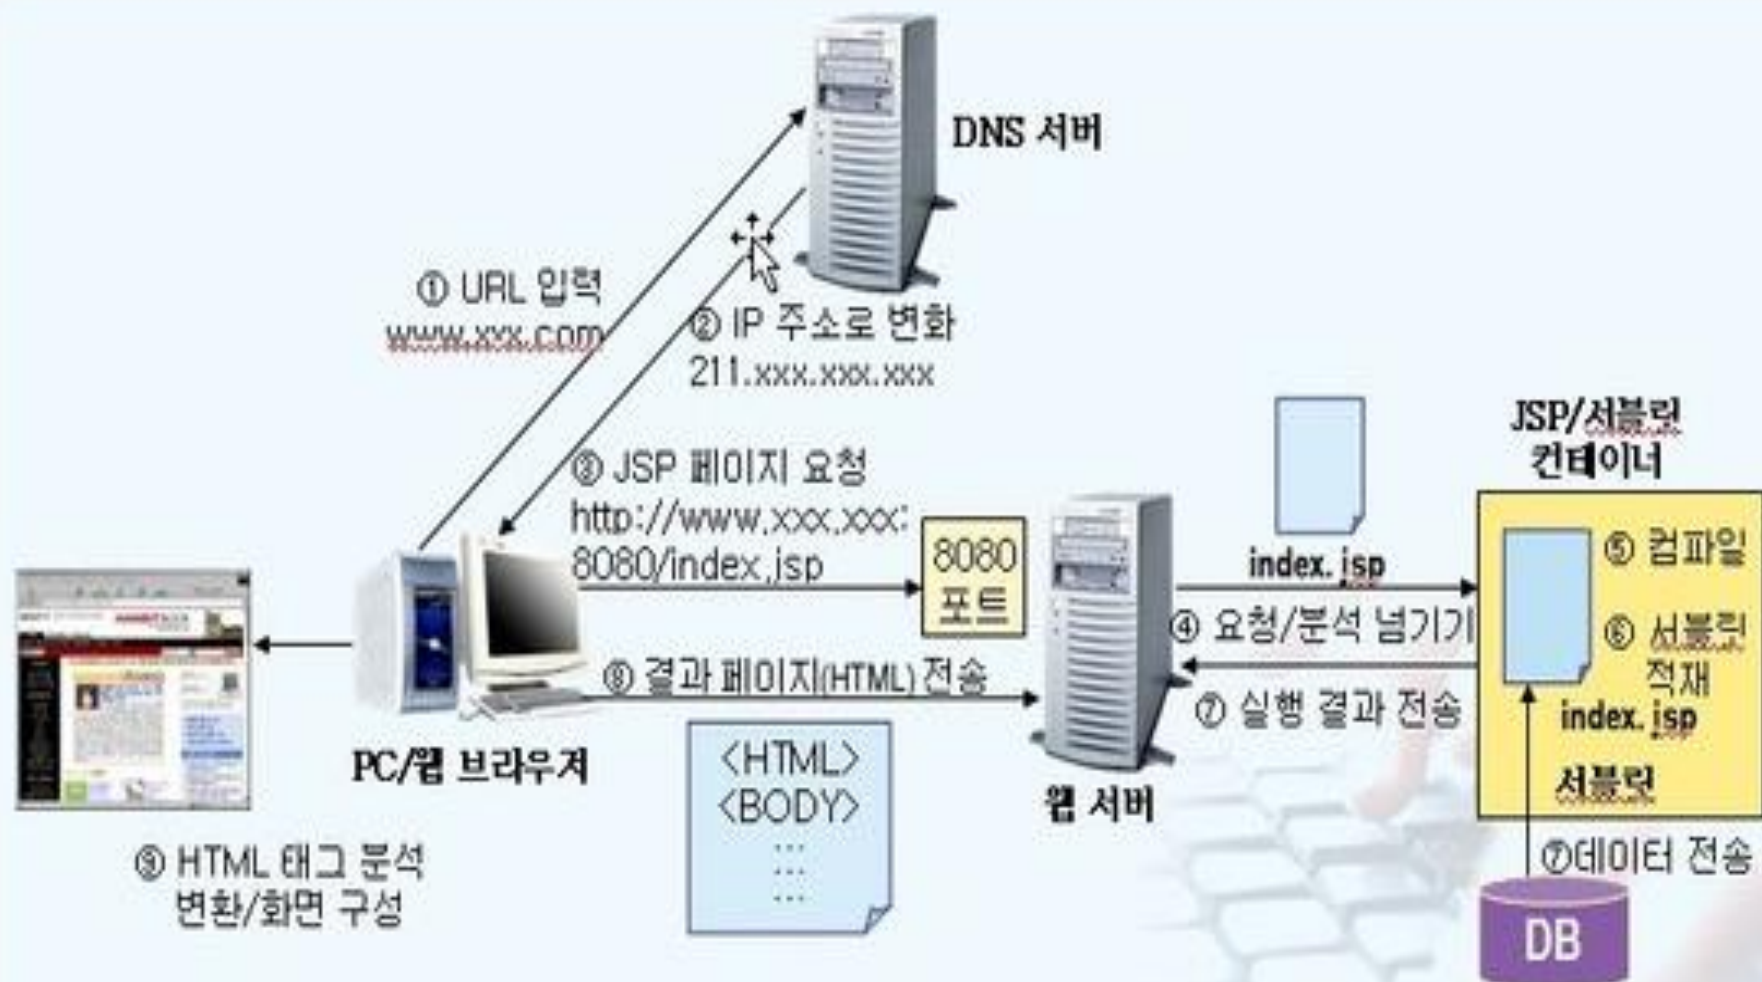 DNS 서버
① URL 입력
www.xxx.com
② IP 주소로 변화
211.xxx.xxx.xxx
③ JSP 페이지 요청
http://www.xxx.xxx:
8080/index.jsp
8080
포트
index.jsp
④ 요청/분석 넘기기
⑦ 실행 결과 전송
JSP/서블릿
컨테이너
⑤ 컴파일
⑥ 서블릿
적재
index.jsp
서블릿
⑦데이터 전송
DB
웹 서버
⑧ 결과 페이지(HTML) 전송
<HTML>
<BODY>
...
...
...
PC/웹 브라우저
⑨ HTML 태그 분석
변환/화면 구성